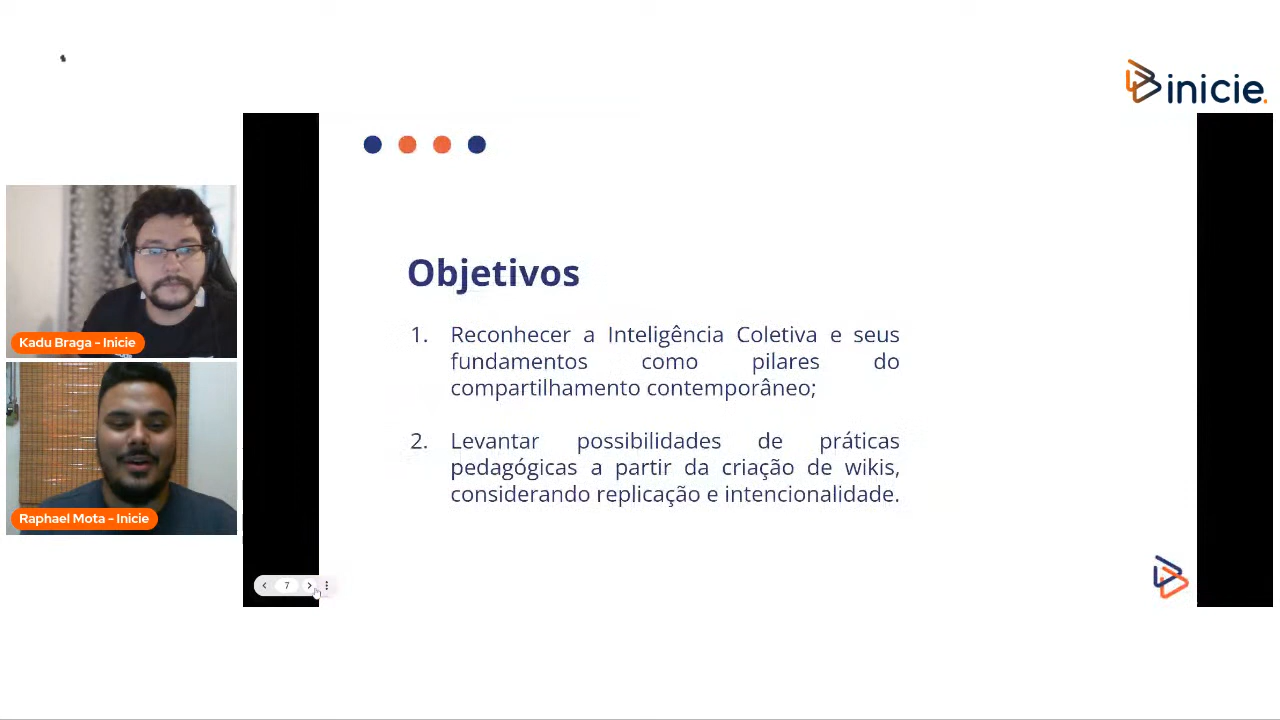 inicie.
Objetivos
1. Reconhecer a Inteligência Coletiva e seus
fundamentos como pilares do
compartilhamento contemporâneo;
2. Levantar possibilidades de práticas
pedagógicas a partir da criação de wikis,
considerando replicação e intencionalidade.
Kadu Braga - Inicie
Raphael Mota - Inicie
7